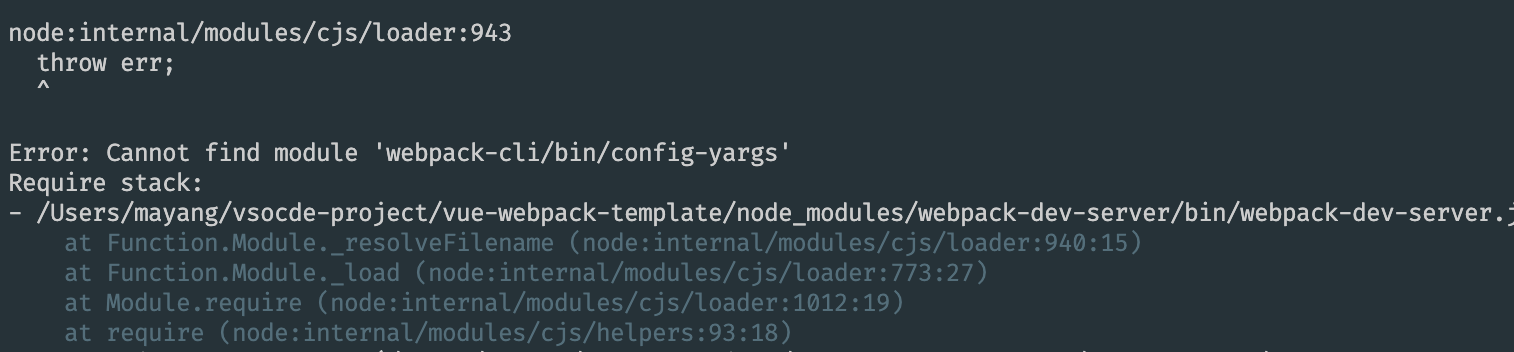 node:internal/modules/cjs/loader:943
  throw err;
  ^
Error: Cannot find module 'webpack-cli/bin/config-yargs'
Require stack:
- /Users/mayang/vsocde-project/vue-webpack-template/node_modules/webpack-dev-server/bin/webpack-dev-server.j
    at Function.Module._resolveFilename (node:internal/modules/cjs/loader:940:15)
    at Function.Module._load (node:internal/modules/cjs/loader:773:27)
    at Module.require (node:internal/modules/cjs/loader:1012:19)
    at require (node:internal/modules/cjs/helpers:93:18)